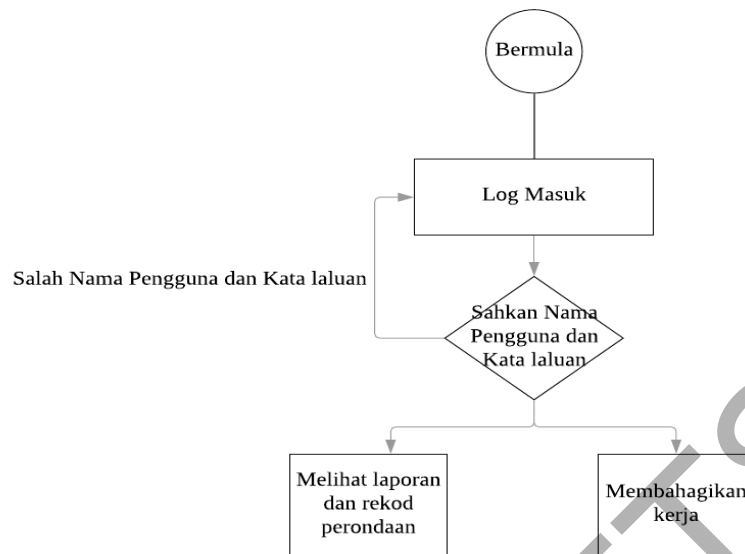 Bermula
Log Masuk
Salah Nama Pengguna dan Kata laluan
Sahkan Nama
Pengguna dan
Kata laluan
Melihat laporan
dan rekod
perondaan
Membahagikan
kerja